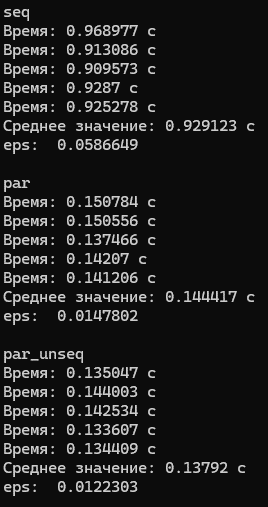 seq
Время: 0.968977 с
Время: 0.913086 с
Время: 0.909573 с
Время: 0.9287 с
Время: 0.925278 с
Среднее значение: 0.929123 с
eps:  0.0586649

par
Время: 0.150784 с
Время: 0.150556 с
Время: 0.137466 с
Время: 0.14207 с
Время: 0.141206 с
Среднее значение: 0.144417 с
eps:  0.0147802

par_unseq
Время: 0.135047 с
Время: 0.144003 с
Время: 0.142534 с
Время: 0.133607 с
Время: 0.134409 с
Среднее значение: 0.13792 с
eps:  0.0122303